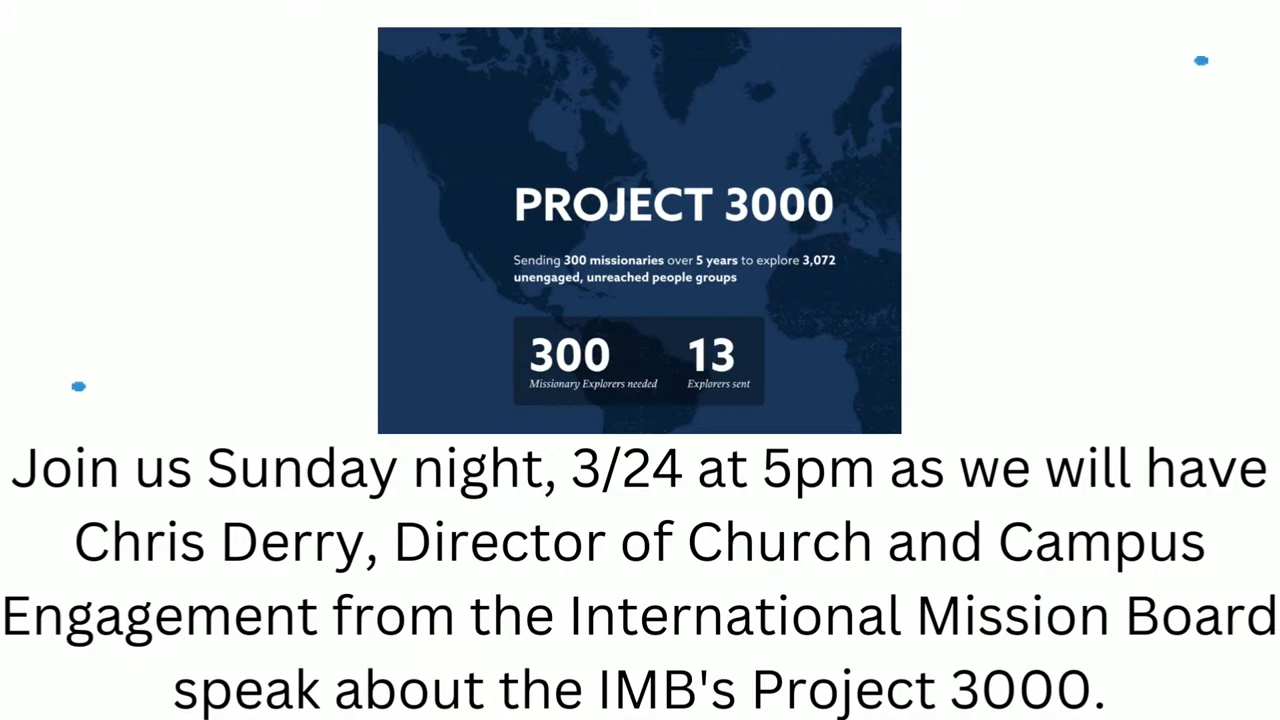 PROJECT 3000
Sending 300 missionaries over 5 years to explore 3,072
unengaged, unreached people groups
300 13
Missionary Explorers needed Explorers sent
Join us Sunday night, 3/24 at 5pm as we will have
Chris Derry, Director of Church and Campus
Engagement from the International Mission Board
speak about the IMB's Project 3000.